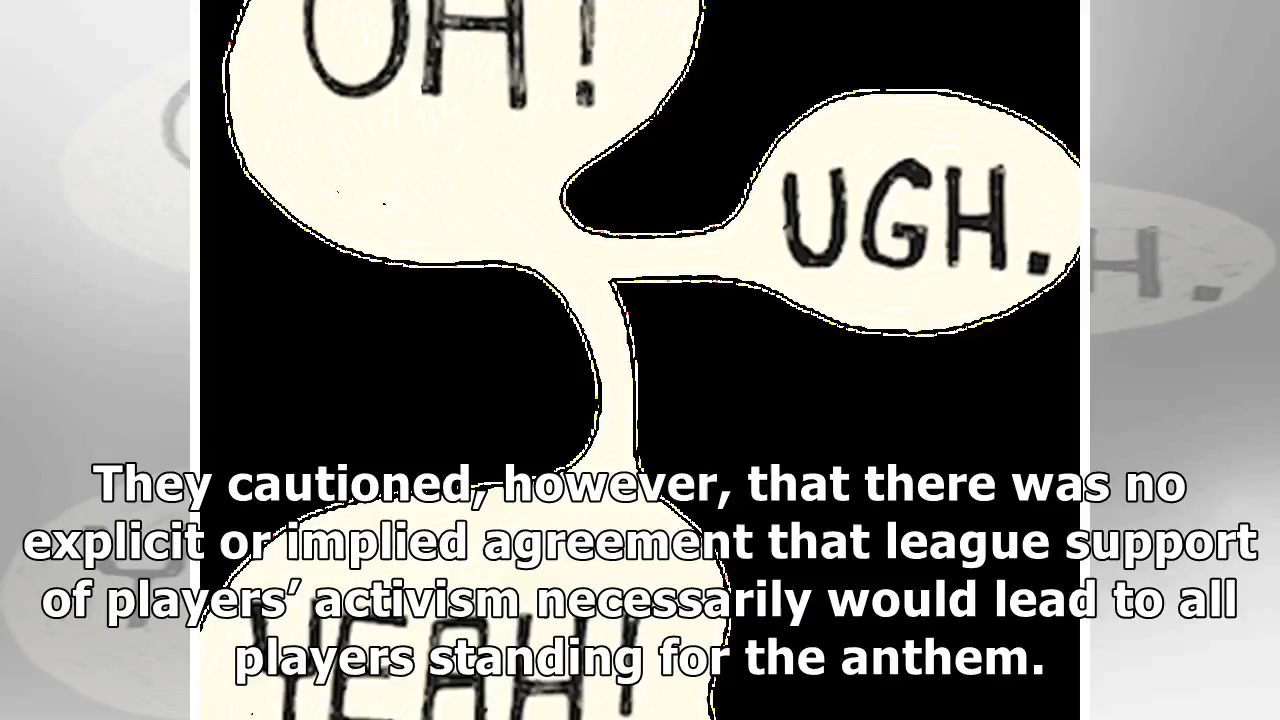 OH!
UGH.
They cautioned, however, that there was no
explicit or implied agreement that league support
of players’ activism necessarily would lead to all
players standing for the anthem.
YEAH!